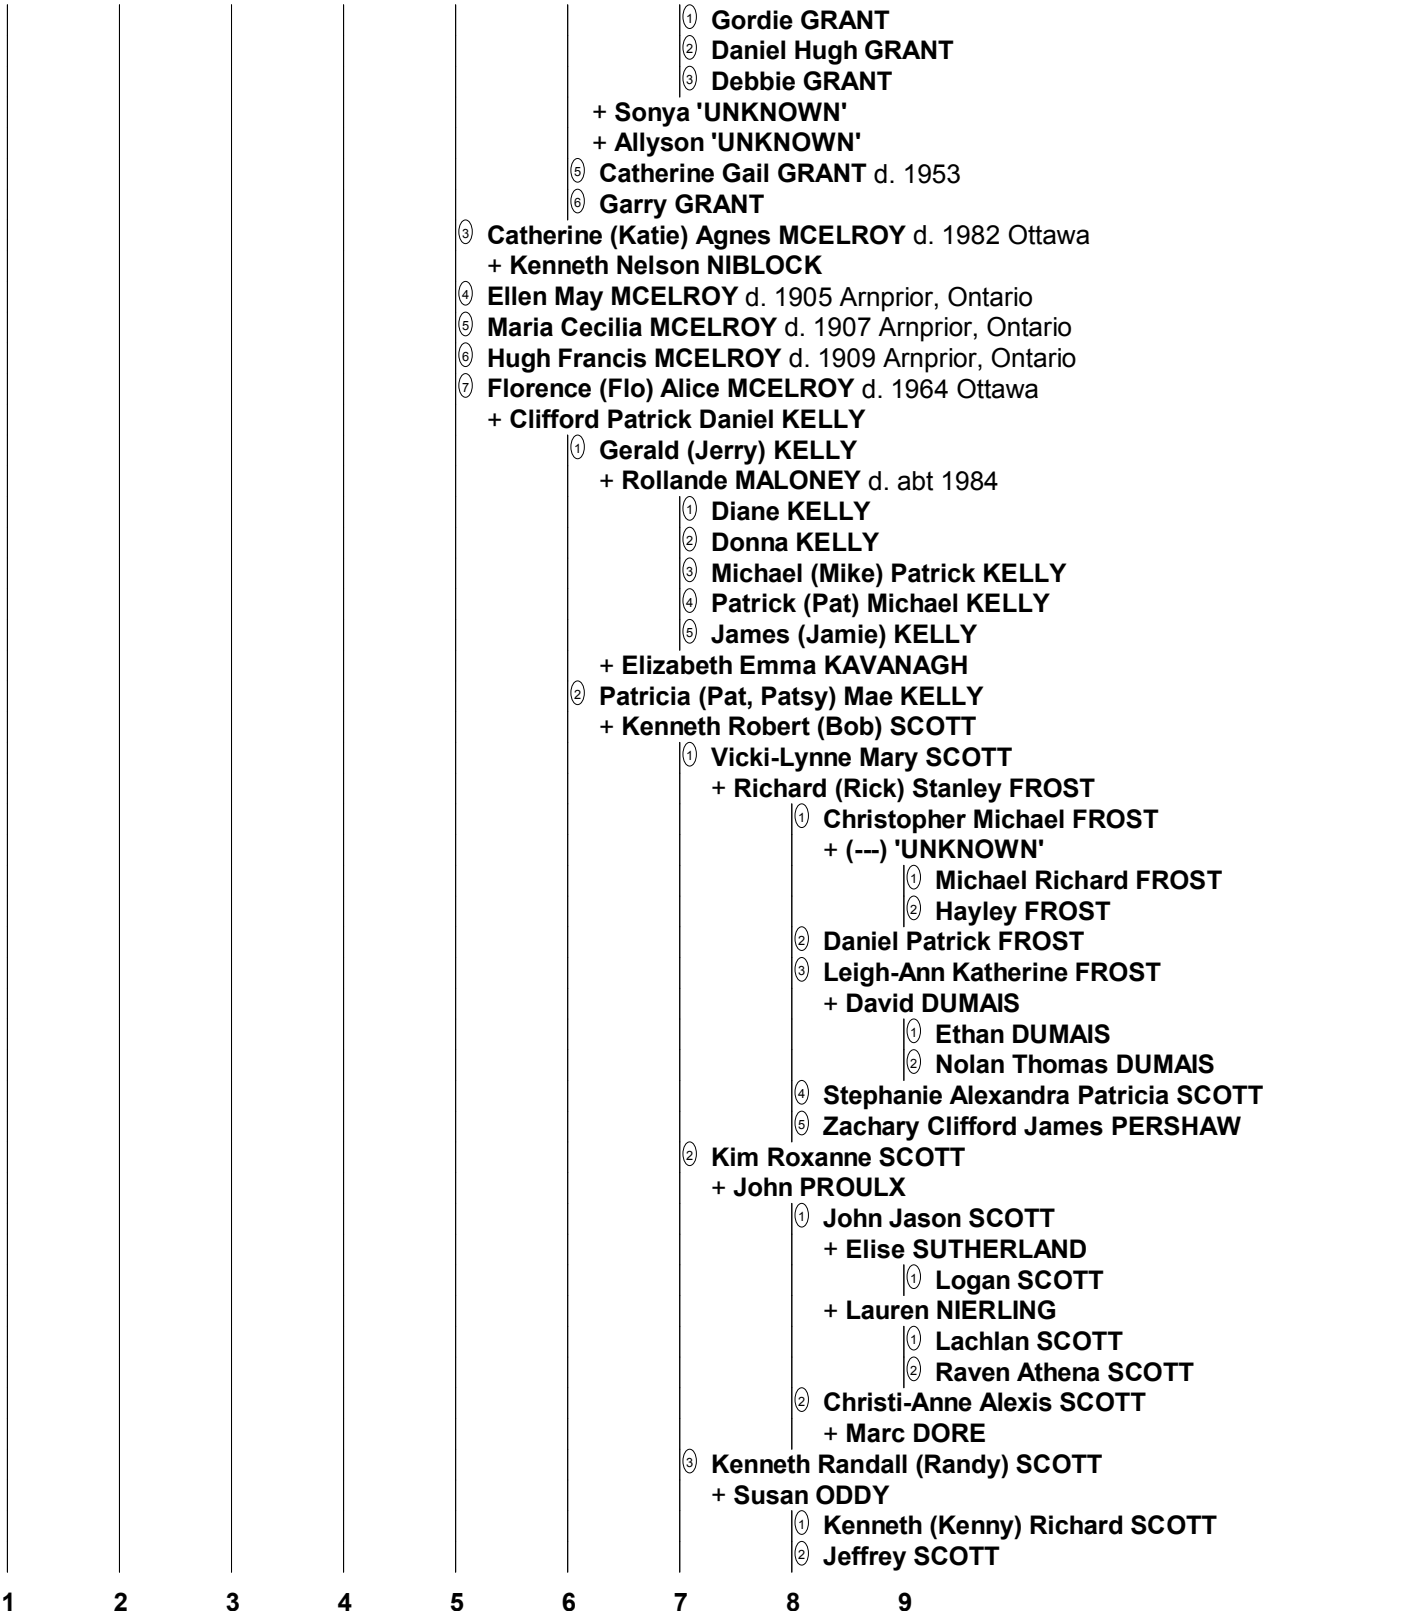 ① Gordie GRANT
② Daniel Hugh GRANT
③ Debbie GRANT
+ Sonya 'UNKNOWN'
+ Allyson 'UNKNOWN'
⑤ Catherine Gail GRANT d. 1953
⑥ Garry GRANT
③ Catherine (Katie) Agnes MCELROY d. 1982 Ottawa
+ Kenneth Nelson NIBLOCK
④ Ellen May MCELROY d. 1905 Arnprior, Ontario
⑤ Maria Cecilia MCELROY d. 1907 Arnprior, Ontario
⑥ Hugh Francis MCELROY d. 1909 Arnprior, Ontario
⑦ Florence (Flo) Alice MCELROY d. 1964 Ottawa
+ Clifford Patrick Daniel KELLY
① Gerald (Jerry) KELLY
+ Rollande MALONEY d. abt 1984
① Diane KELLY
② Donna KELLY
③ Michael (Mike) Patrick KELLY
④ Patrick (Pat) Michael KELLY
⑤ James (Jamie) KELLY
+ Elizabeth Emma KAVANAGH
② Patricia (Pat, Patsy) Mae KELLY
+ Kenneth Robert (Bob) SCOTT
① Vicki-Lynne Mary SCOTT
+ Richard (Rick) Stanley FROST
① Christopher Michael FROST
+ (---) 'UNKNOWN'
① Michael Richard FROST
② Hayley FROST
② Daniel Patrick FROST
③ Leigh-Ann Katherine FROST
+ David DUMAIS
① Ethan DUMAIS
② Nolan Thomas DUMAIS
④ Stephanie Alexandra Patricia SCOTT
⑤ Zachary Clifford James PERSHAW
② Kim Roxanne SCOTT
+ John PROULX
① John Jason SCOTT
+ Elise SUTHERLAND
① Logan SCOTT
+ Lauren NIERLING
① Lachlan SCOTT
② Raven Athena SCOTT
② Christi-Anne Alexis SCOTT
+ Marc DORE
③ Kenneth Randall (Randy) SCOTT
+ Susan ODDY
① Kenneth (Kenny) Richard SCOTT
② Jeffrey SCOTT
1 2 3 4 5 6 7 8 9